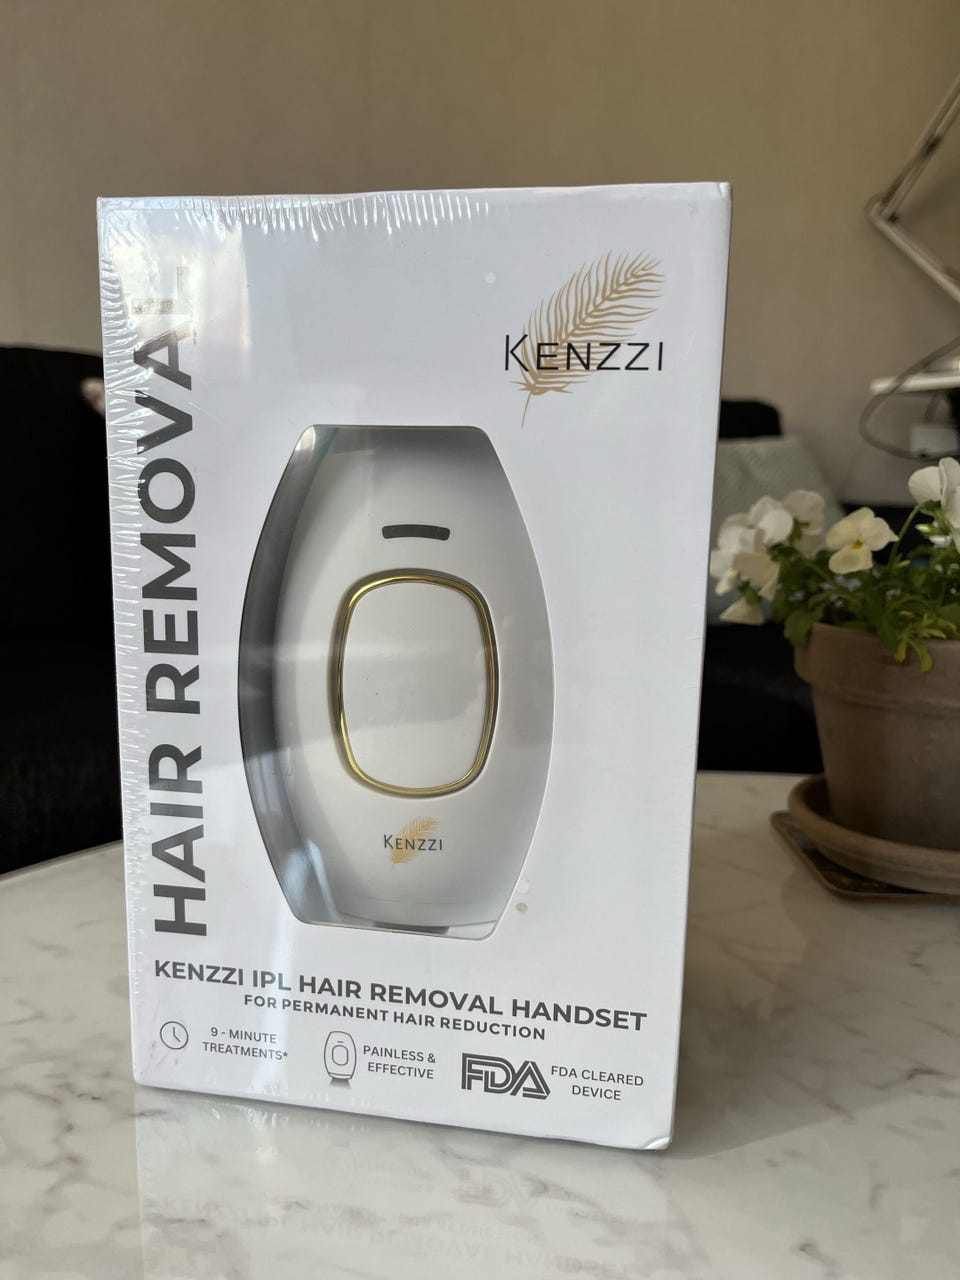 HAIR REMOVAL
KENZZI
KENZZI
KENZZI IPL HAIR REMOVAL HANDSET
FOR PERMANENT HAIR REDUCTION
9 - MINUTE
TREATMENTS*
PAINLESS &
EFFECTIVE
FDA
FDA CLEARED
DEVICE